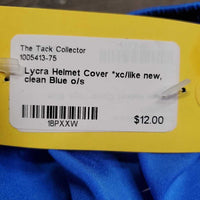 The Tack Collector
1005413-75
Lycra Helmet Cover *xc/like new,
clean Blue o/s
$12.00
1BPXXW